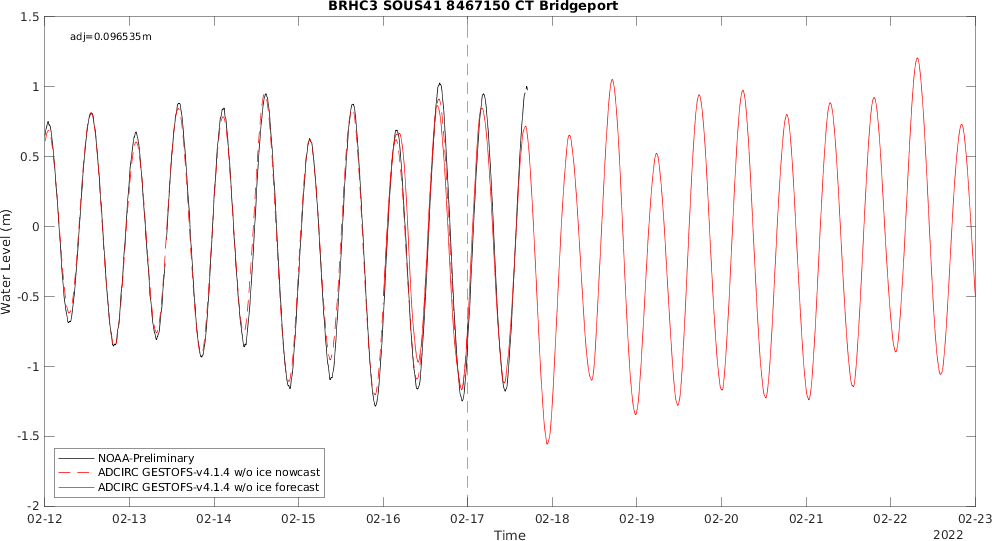 BRHC3 SOUS41 8467150 CT Bridgeport
adj=0.096535m
1.5
1
0.5
0
-0.5
-1
-1.5
-2
Water Level (m)
NOAA-Preliminary
ADCIRC GESTOFS-v4.1.4 w/o ice nowcast
ADCIRC GESTOFS-v4.1.4 w/o ice forecast
02-12 02-13 02-14 02-15 02-16 02-17 02-18 02-19 02-20 02-21 02-22 02-23
Time
2022